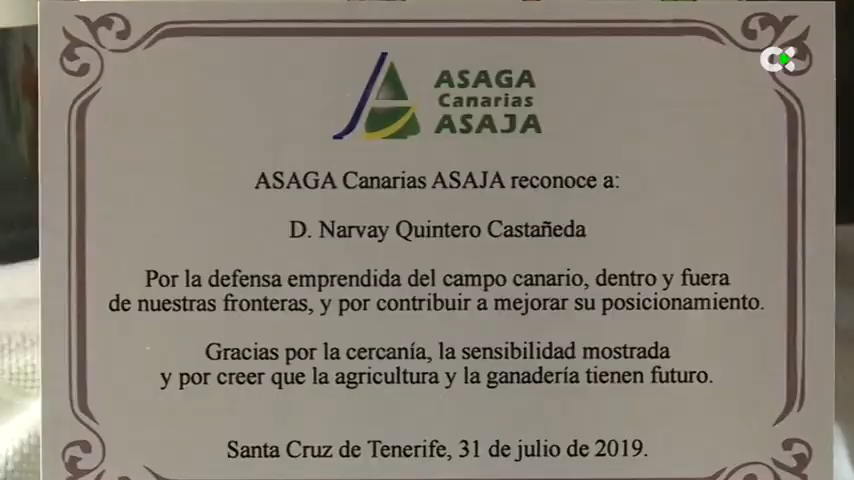 ASAGA
Canarias
ASAJA
ASAGA Canarias ASAJA reconoce a:
D. Narvay Quintero Castañeda
Por la defensa emprendida del campo canario, dentro y fuera
de nuestras fronteras, y por contribuir a mejorar su posicionamiento.
Gracias por la cercanía, la sensibilidad mostrada
y por creer que la agricultura y la ganadería tienen futuro.
Santa Cruz de Tenerife, 31 de julio de 2019.